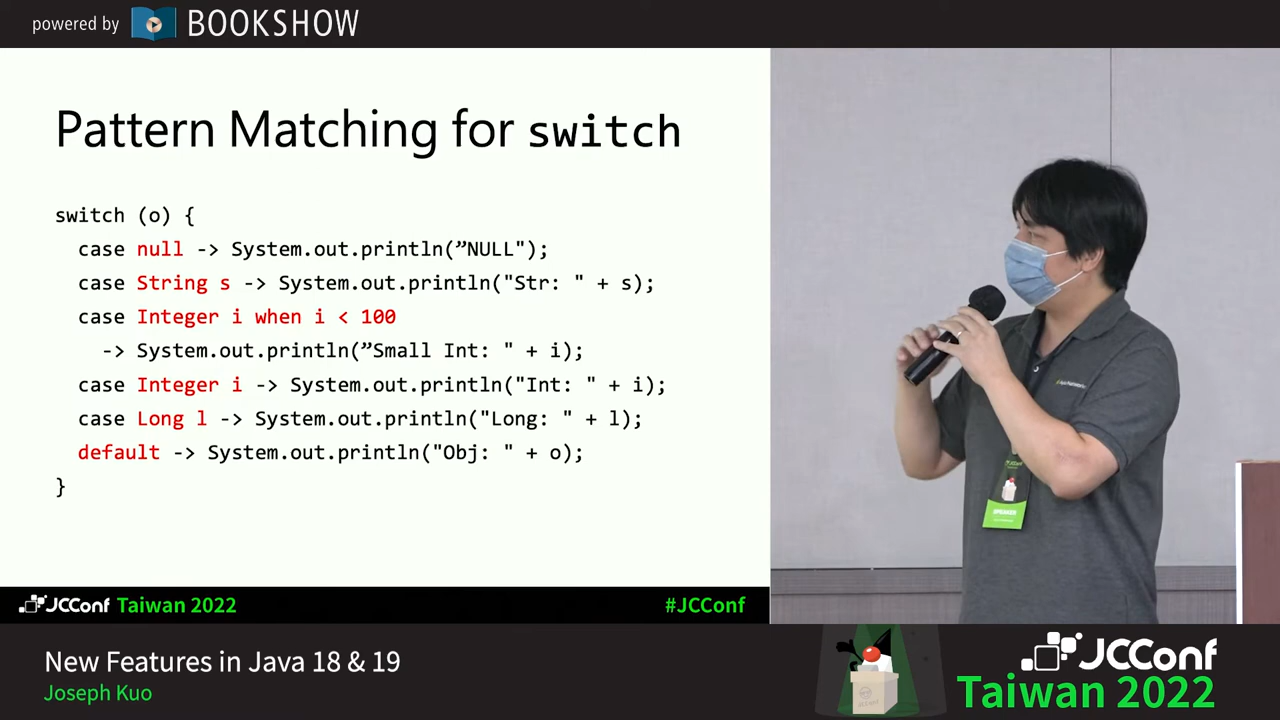 powered by BOOKSHOW
Pattern Matching for switch
switch (o) {
case null -> System.out.println(”NULL");
case String s -> System.out.println("Str: " + s);
case Integer i when i < 100
-> System.out.println(”Small Int: " + i);
case Integer i -> System.out.println("Int: " + i);
case Long l -> System.out.println("Long: " + l);
default -> System.out.println("Obj: " + o);
}
JCConf Taiwan 2022
#JCConf
SPEAKER
New Features in Java 18 & 19
Joseph Kuo
JCConf
Taiwan 2022